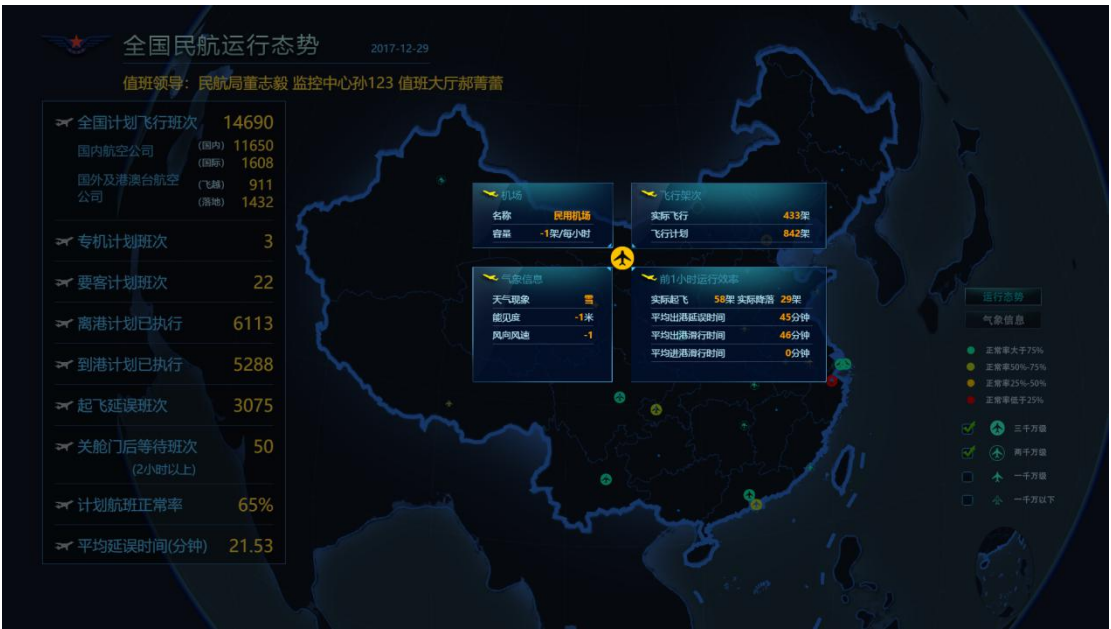 全国民航运行态势 2017-12-29
值班领导：民航局董志毅 监控中心孙123 值班大厅郝菁蕾
全国计划飞行班次 14690
国内航空公司 (国内) 11650
(国际) 1608
国外及港澳台航空公司 (飞越) 911
(落地) 1432
专机计划班次 3
要客计划班次 22
离港计划已执行 6113
到港计划已执行 5288
起飞延误班次 3075
关舱门后等待班次 50
(2小时以上)
计划航班正常率 65%
平均延误时间(分钟) 21.53
机场
名称 民用机场
容量 -1架/每小时
飞行架次
实际飞行 433架
飞行计划 842架
气象信息
天气现象 雪
能见度 -1米
风向风速 -1
前1小时运行效率
实际起飞 58架 实际降落 29架
平均出港延误时间 45分钟
平均出港滑行时间 46分钟
平均进港滑行时间 0分钟
运行态势
气象信息
正常率大于75%
正常率50%-75%
正常率25%-50%
正常率低于25%
三千万级
两千万级
一千万级
一千万以下